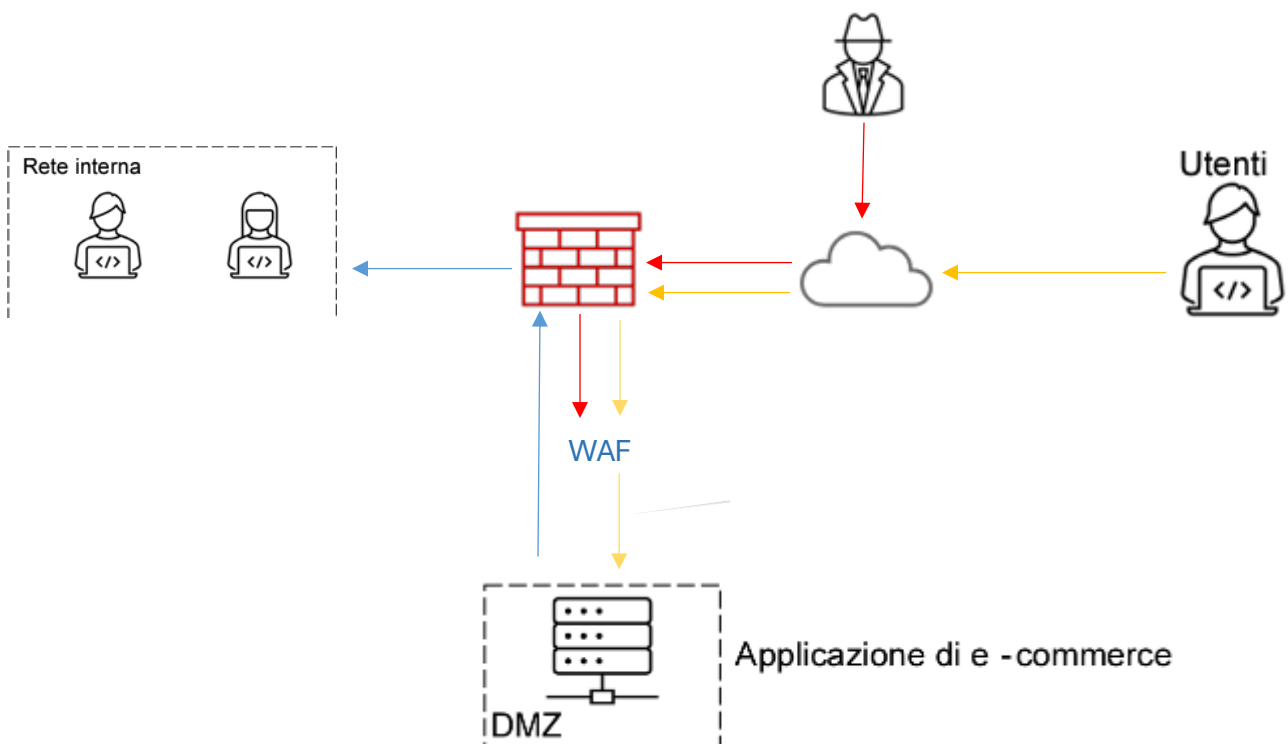 Utenti
Rete interna
</>
</>
</>
WAF
Applicazione di e -commerce
DMZ